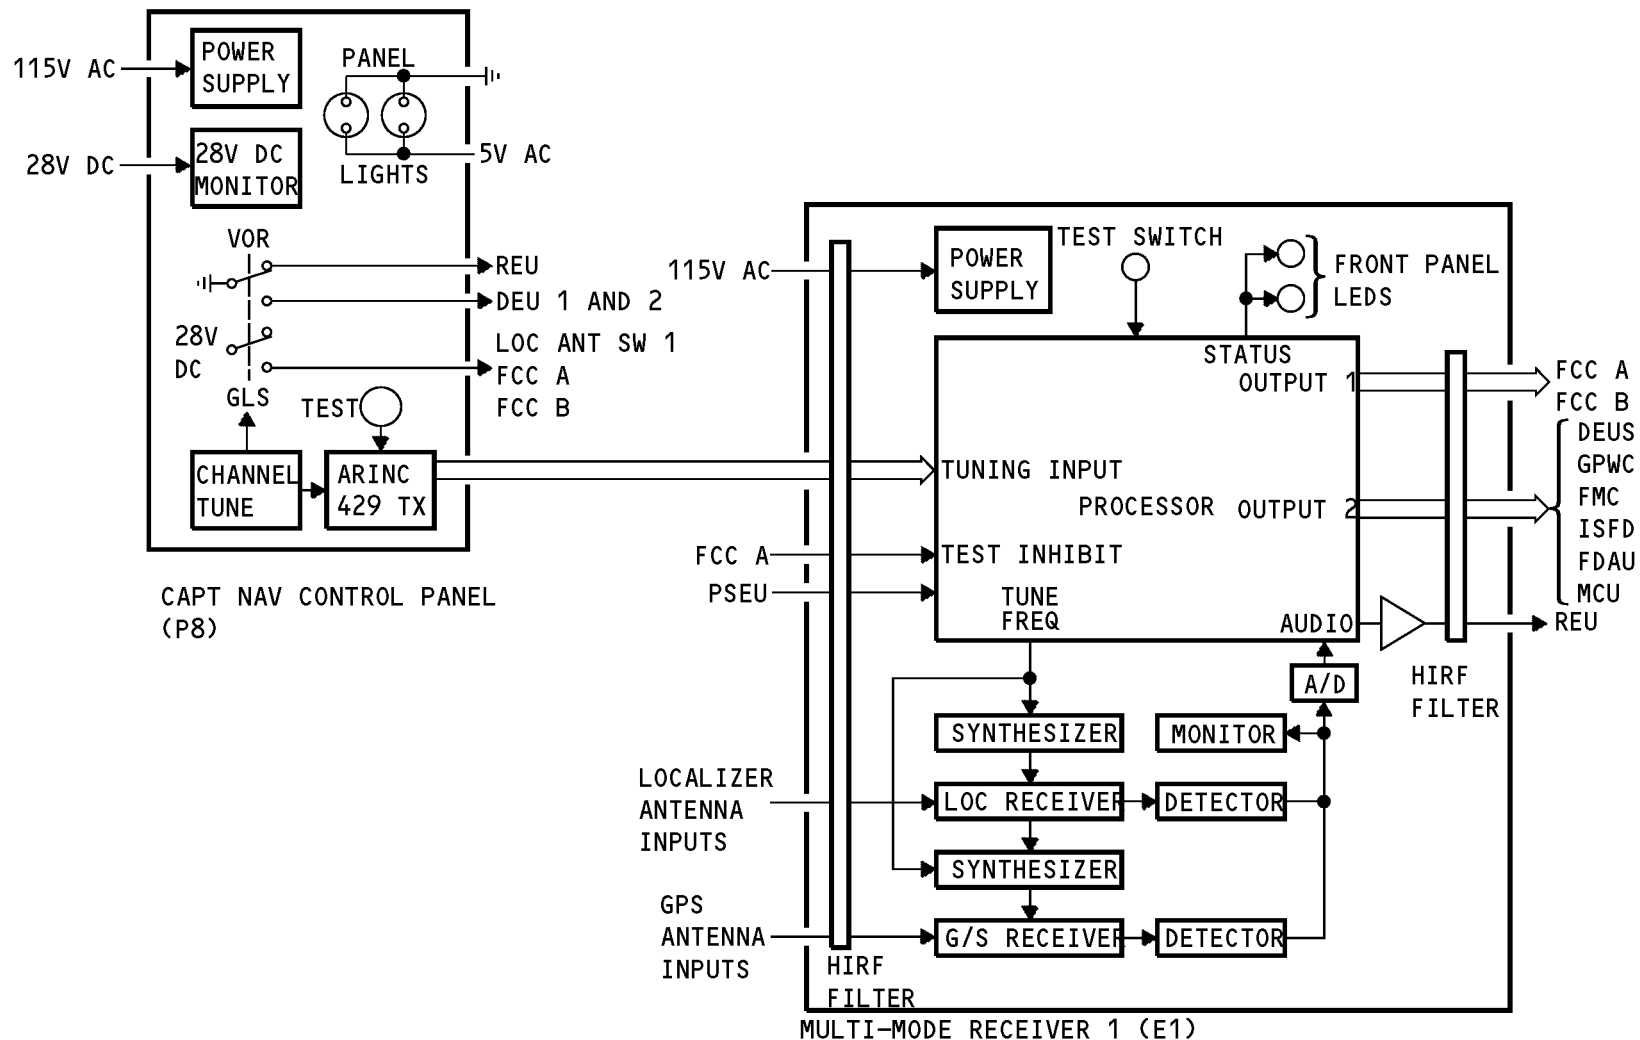 115V AC
POWER
SUPPLY
PANEL
LIGHTS
5V AC
28V DC
28V DC
MONITOR
VOR
REU
DEU 1 AND 2
28V
DC
LOC ANT SW 1
FCC A
FCC B
GLS
TEST
CHANNEL
TUNE
ARINC
429 TX
CAPT NAV CONTROL PANEL
(P8)
115V AC
POWER
SUPPLY
TEST SWITCH
FRONT PANEL
LEDS
STATUS
OUTPUT 1
TUNING INPUT
PROCESSOR
OUTPUT 2
FCC A
TEST INHIBIT
PSEU
TUNE
FREQ
AUDIO
FCC A
FCC B
DEUS
GPWC
FMC
ISFD
FDAU
MCU
REU
HIRF
FILTER
A/D
SYNTHESIZER
MONITOR
LOCALIZER
ANTENNA
INPUTS
LOC RECEIVER
DETECTOR
SYNTHESIZER
GPS
ANTENNA
INPUTS
G/S RECEIVER
DETECTOR
HIRF
FILTER
MULTI-MODE RECEIVER 1 (E1)